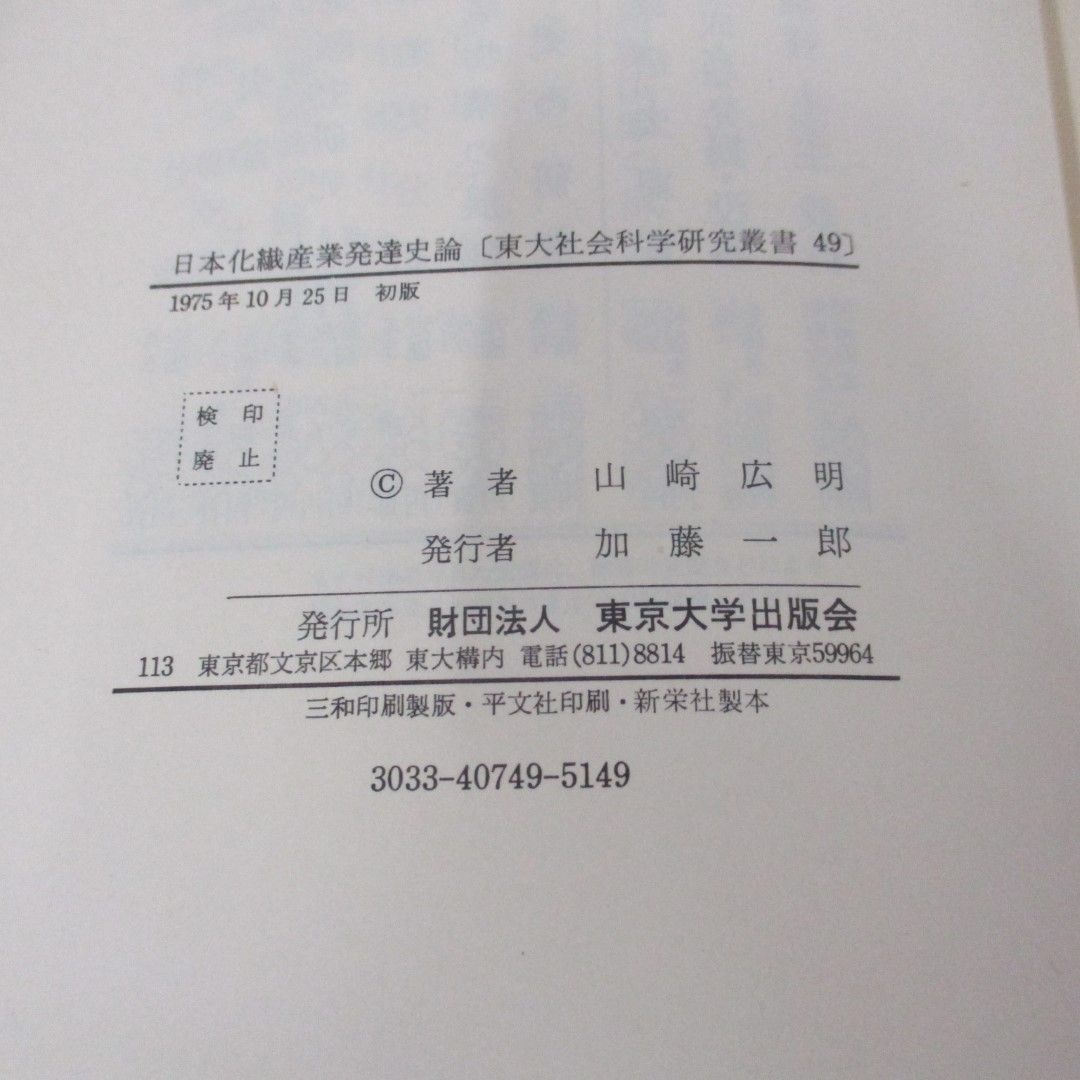 日本化繊産業発達史論〔東大社会科学研究叢書 49〕
1975年10月25日 初版
検印
廃止
Ⓒ著者 山崎広明
発行者 加藤一郎
発行所 財団法人 東京大学出版会
113 東京都文京区本郷 東大構内 電話(811)8814 振替東京59964
三和印刷製版・平文社印刷・新栄社製本
3033-40749-5149